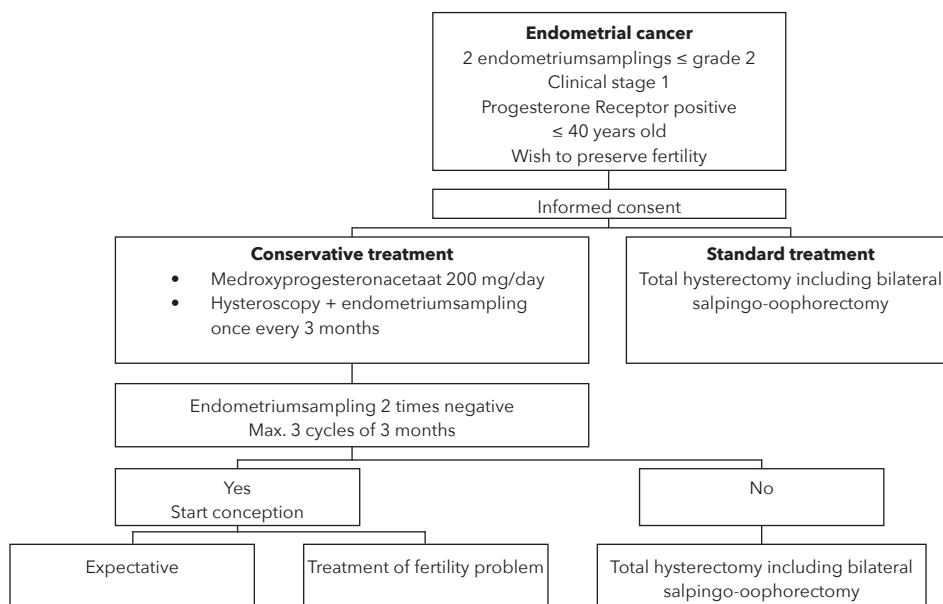 Endometrial cancer
2 endometriumsamplings ≤ grade 2
Clinical stage 1
Progesterone Receptor positive
≤ 40 years old
Wish to preserve fertility
Informed consent
Conservative treatment
• Medroxyprogesteronacetaat 200 mg/day
• Hysteroscopy + endometriumsampling
once every 3 months
Standard treatment
Total hysterectomy including bilateral
salpingo-oophorectomy
Endometriumsampling 2 times negative
Max. 3 cycles of 3 months
Yes
Start conception
No
Expectative
Treatment of fertility problem
Total hysterectomy including bilateral
salpingo-oophorectomy